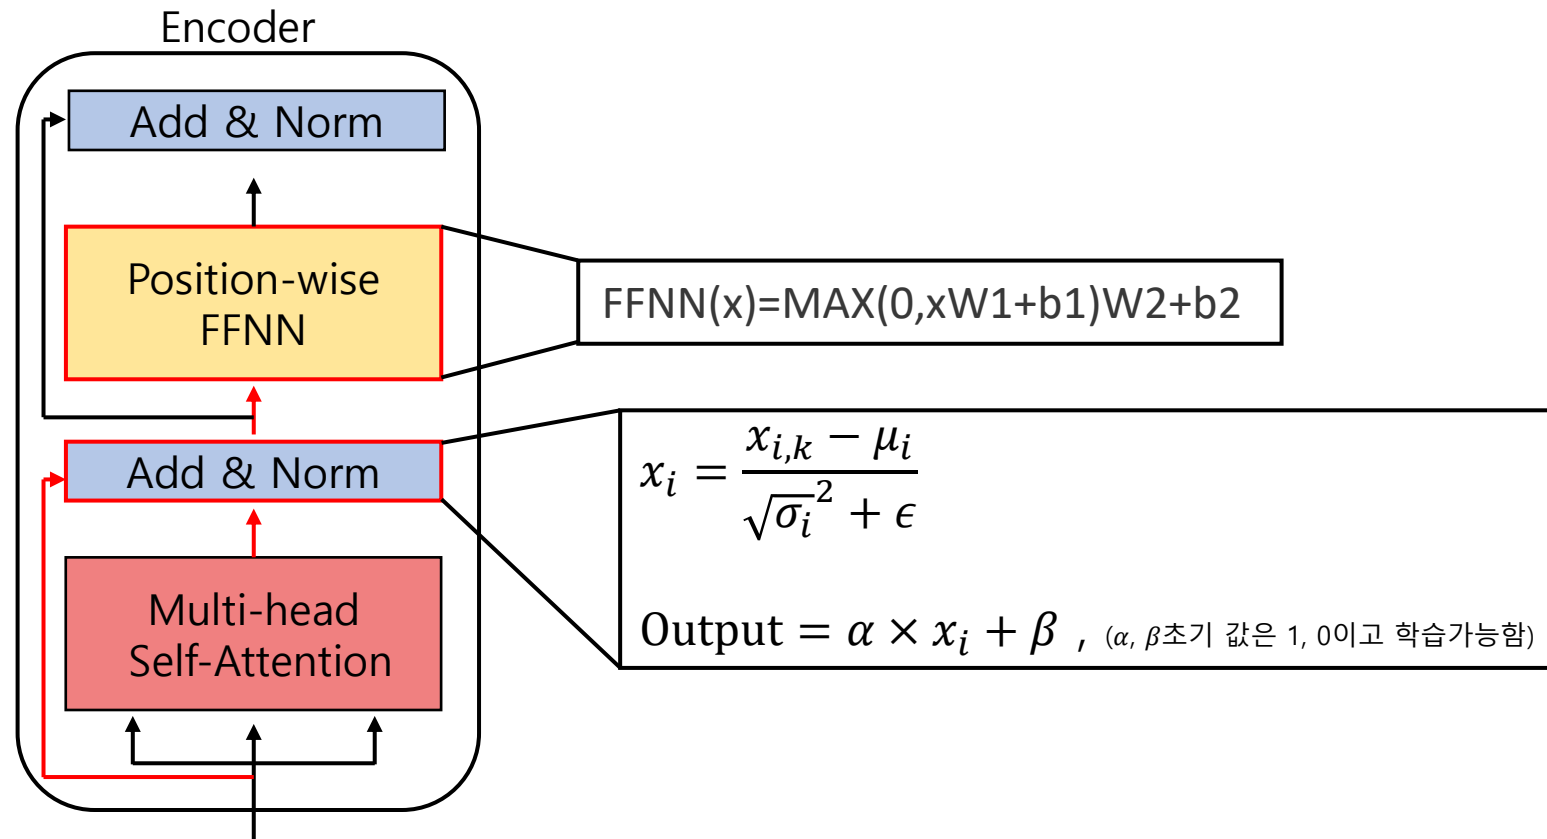 Encoder
Add & Norm
Position-wise
FFNN
FFNN(x)=MAX(0,xW1+b1)W2+b2
Add & Norm
x_i = \frac{x_{i,k} - μ_i}{\sqrt{σ_i}^2 + ϵ}
Multi-head
Self-Attention
Output = α × x_i + β , (α, β초기 값은 1, 0이고 학습가능함)